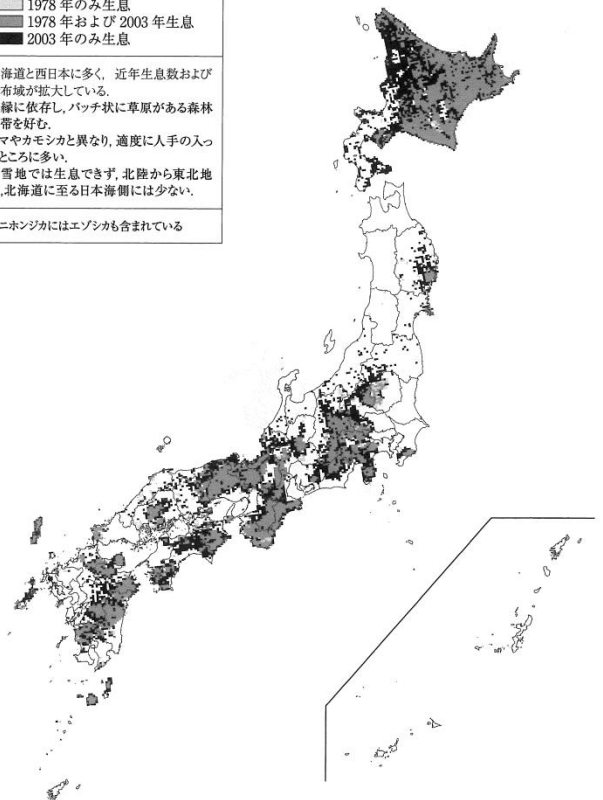 1978 年のみ生息
1978 年および 2003 年生息
2003 年のみ生息
海道と西日本に多く, 近年生息数および
布域が拡大している.
縁に依存し, パッチ状に草原がある森林
帯を好む.
マやカモシカと異なり, 適度に人手の入っ
ところに多い.
雪地では生息できず, 北陸から東北地
, 北海道に至る日本海側には少ない.
ニホンジカにはエゾシカも含まれている